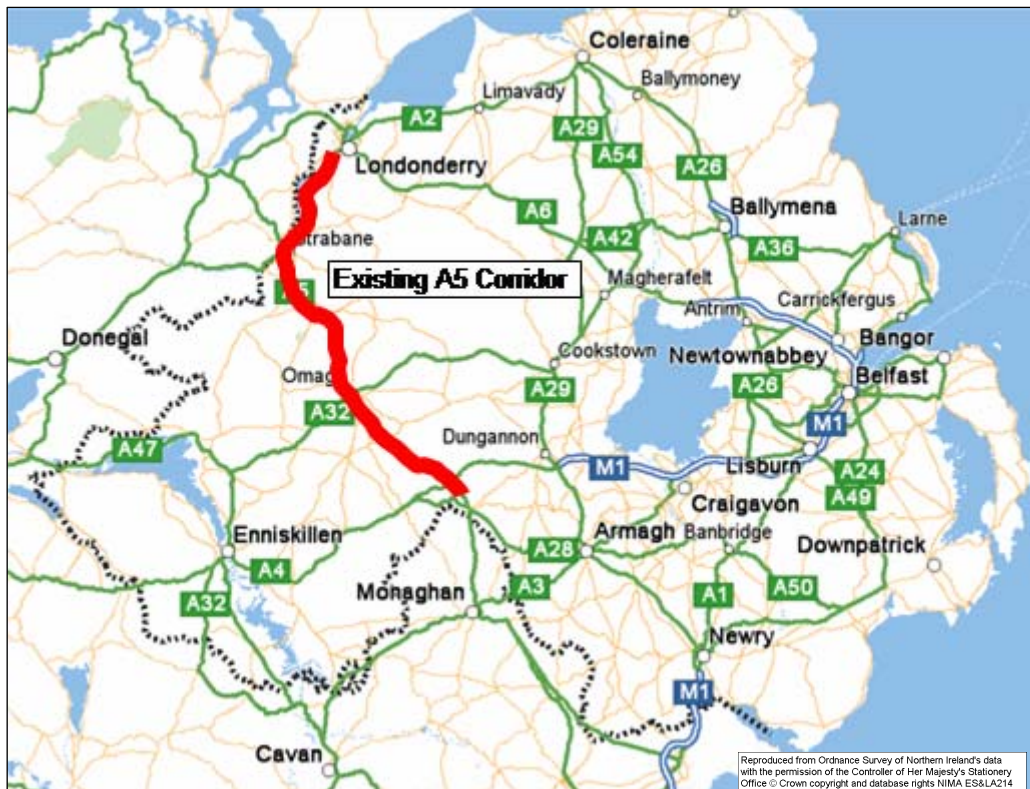 Coleraine
Limavady
Ballymoney
A2
A29
A54
A26
Londonderry
A6
Ballymena
Larne
A42
A36
Strabane
Existing A5 Corridor
Magherafelt
Carrickfergus
Antrim
Bangor
Donegal
Cookstown
Newtownabbey
Belfast
A29
A26
M1
A32
A47
Dungannon
M1
Lisburn
A24
Craigavon
A49
Enniskillen
A28
Armagh
Banbridge
Downpatrick
A4
A3
A50
A32
Monaghan
A1
Newry
M1
Cavan
Reproduced from Ordnance Survey of Northern Ireland's data
with the permission of the Controller of Her Majesty's Stationery
Office © Crown copyright and database rights NIMA ES&LA214